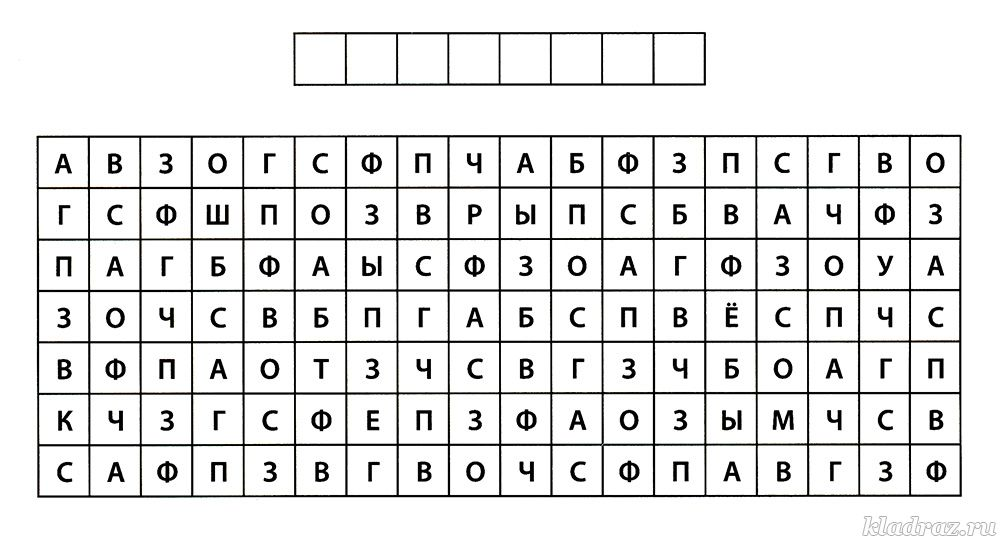 А В З О Г С Ф П Ч А Б Ф З П С Г В О
Г С Ф Ш П О З В Р Ы П С Б В А Ч Ф З
П А Г Б Ф А Ы С Ф З О А Г Ф З О У А
З О Ч С В Б П Г А Б С П В Ё С П Ч С
В Ф П А О Т З Ч С В Г З Ч Б О А Г П
К Ч З Г С Ф Е П З Ф А О З Ы М Ч С В
С А Ф П З В Г В О Ч С Ф П А В Г З Ф
kladraz.ru